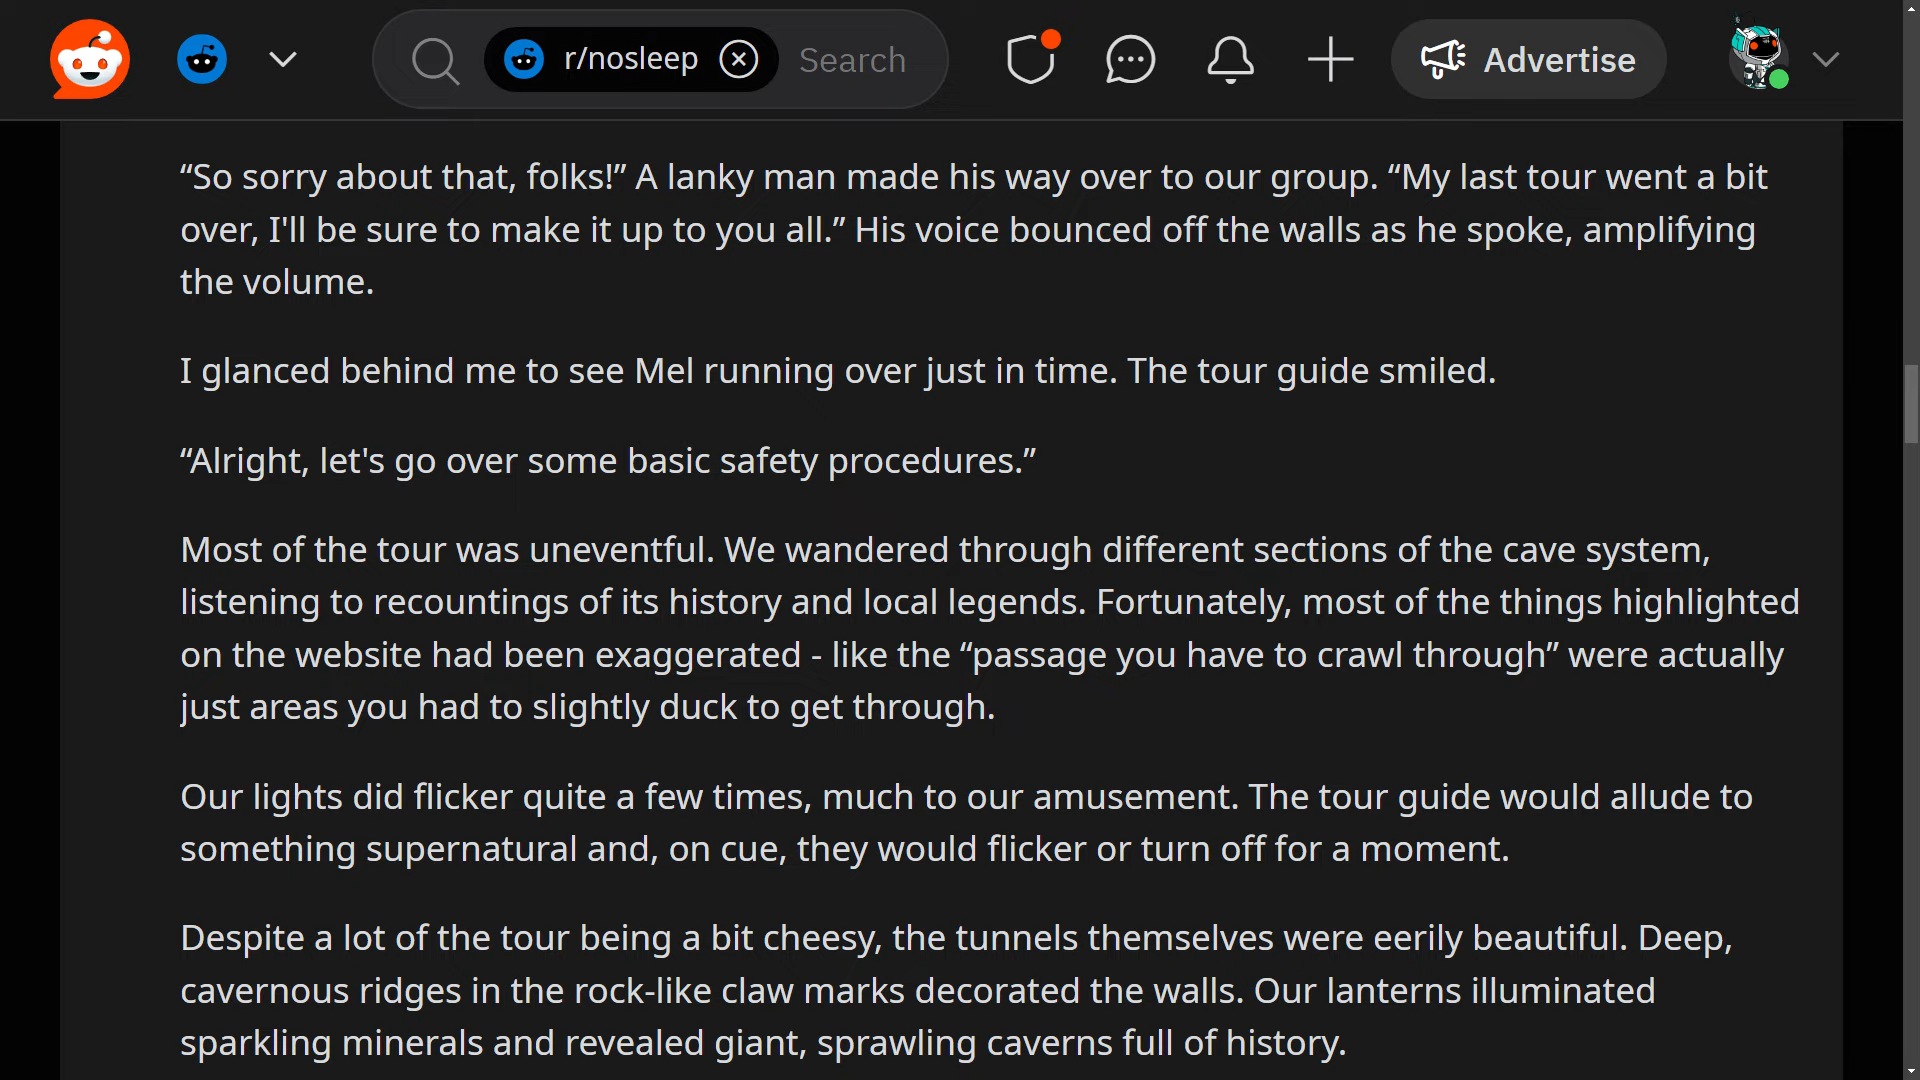 r/nosleep
Search
Advertise
“So sorry about that, folks!” A lanky man made his way over to our group. “My last tour went a bit
over, I'll be sure to make it up to you all.” His voice bounced off the walls as he spoke, amplifying
the volume.
I glanced behind me to see Mel running over just in time. The tour guide smiled.
“Alright, let's go over some basic safety procedures.”
Most of the tour was uneventful. We wandered through different sections of the cave system,
listening to recountings of its history and local legends. Fortunately, most of the things highlighted
on the website had been exaggerated - like the “passage you have to crawl through” were actually
just areas you had to slightly duck to get through.
Our lights did flicker quite a few times, much to our amusement. The tour guide would allude to
something supernatural and, on cue, they would flicker or turn off for a moment.
Despite a lot of the tour being a bit cheesy, the tunnels themselves were eerily beautiful. Deep,
cavernous ridges in the rock-like claw marks decorated the walls. Our lanterns illuminated
sparkling minerals and revealed giant, sprawling caverns full of history.